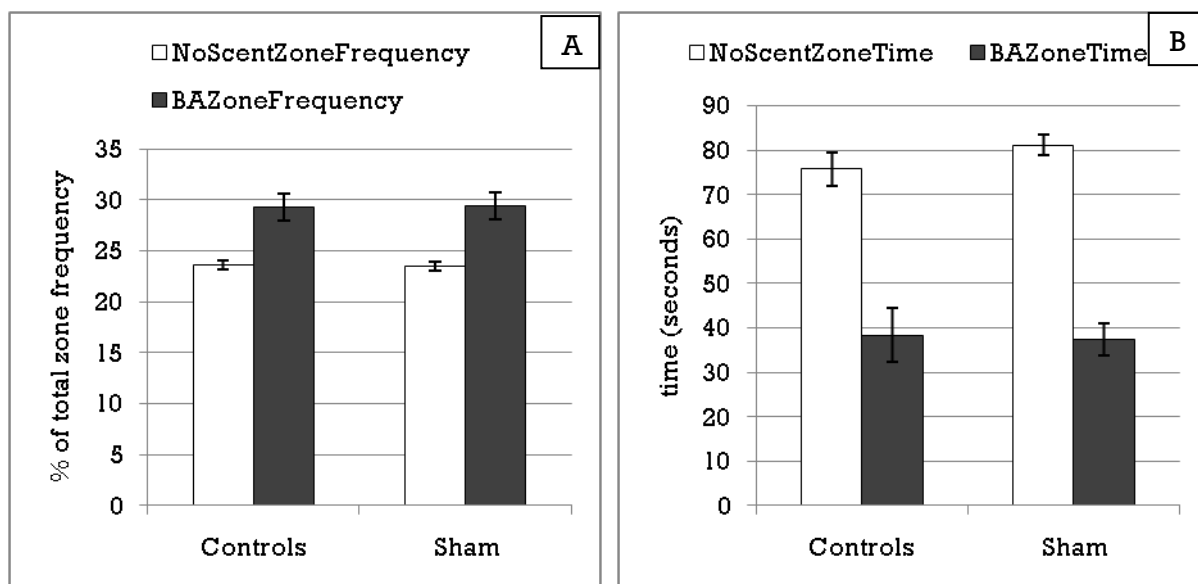 A
NoScentZoneFrequency
BAZoneFrequency
% of total zone frequency
35
30
25
20
15
10
5
0
Controls Sham
B
NoScentZoneTime BAZoneTime
time (seconds)
90
80
70
60
50
40
30
20
10
0
Controls Sham